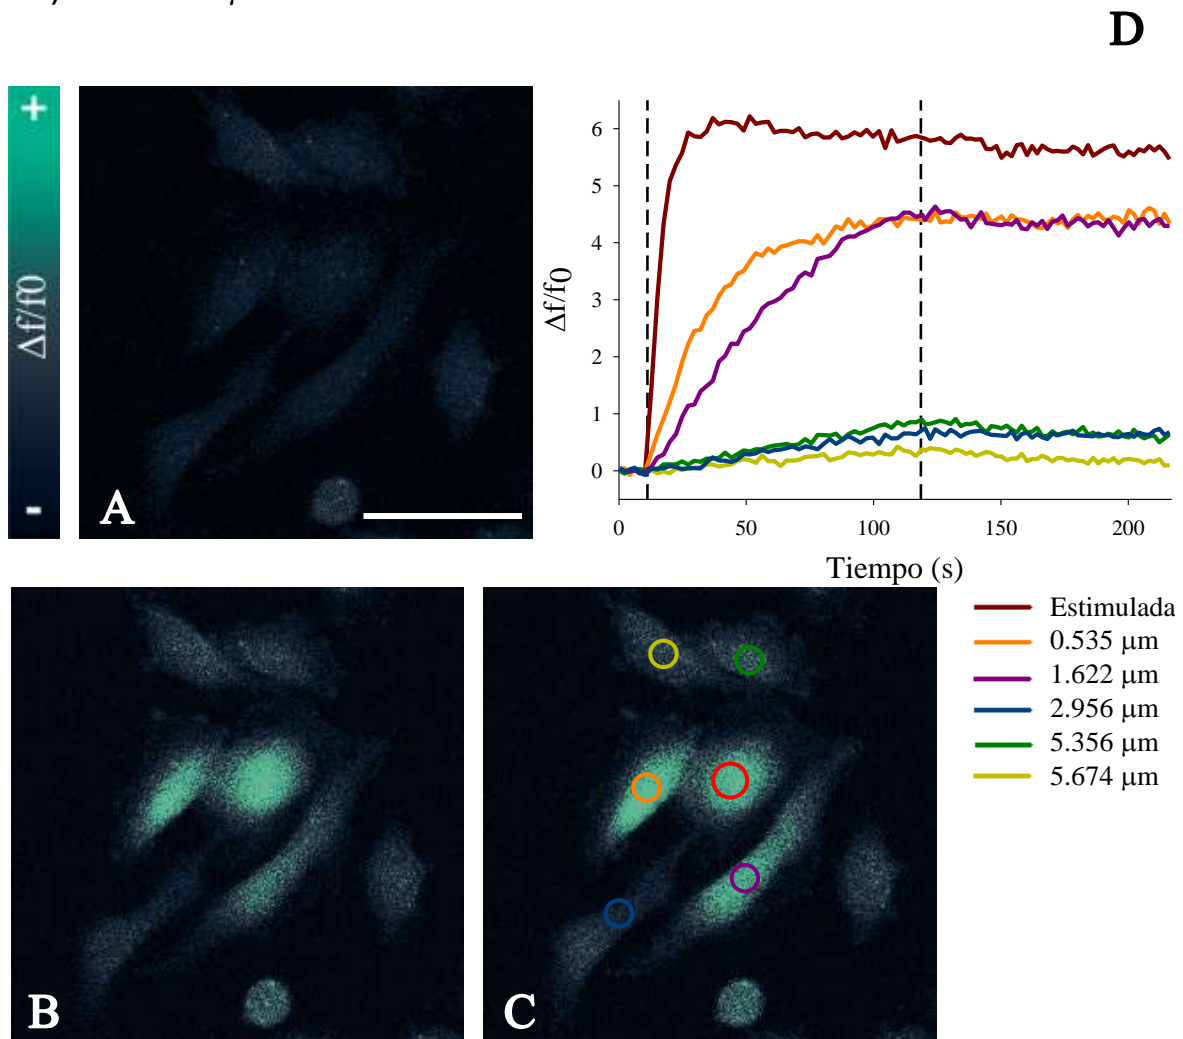 D
+
Δf/f0
-
A
Δf/f0
6
5
4
3
2
1
0
0 50 100 150 200
Tiempo (s)
Estimulada
0.535 µm
1.622 µm
2.956 µm
5.356 µm
5.674 µm
B
C